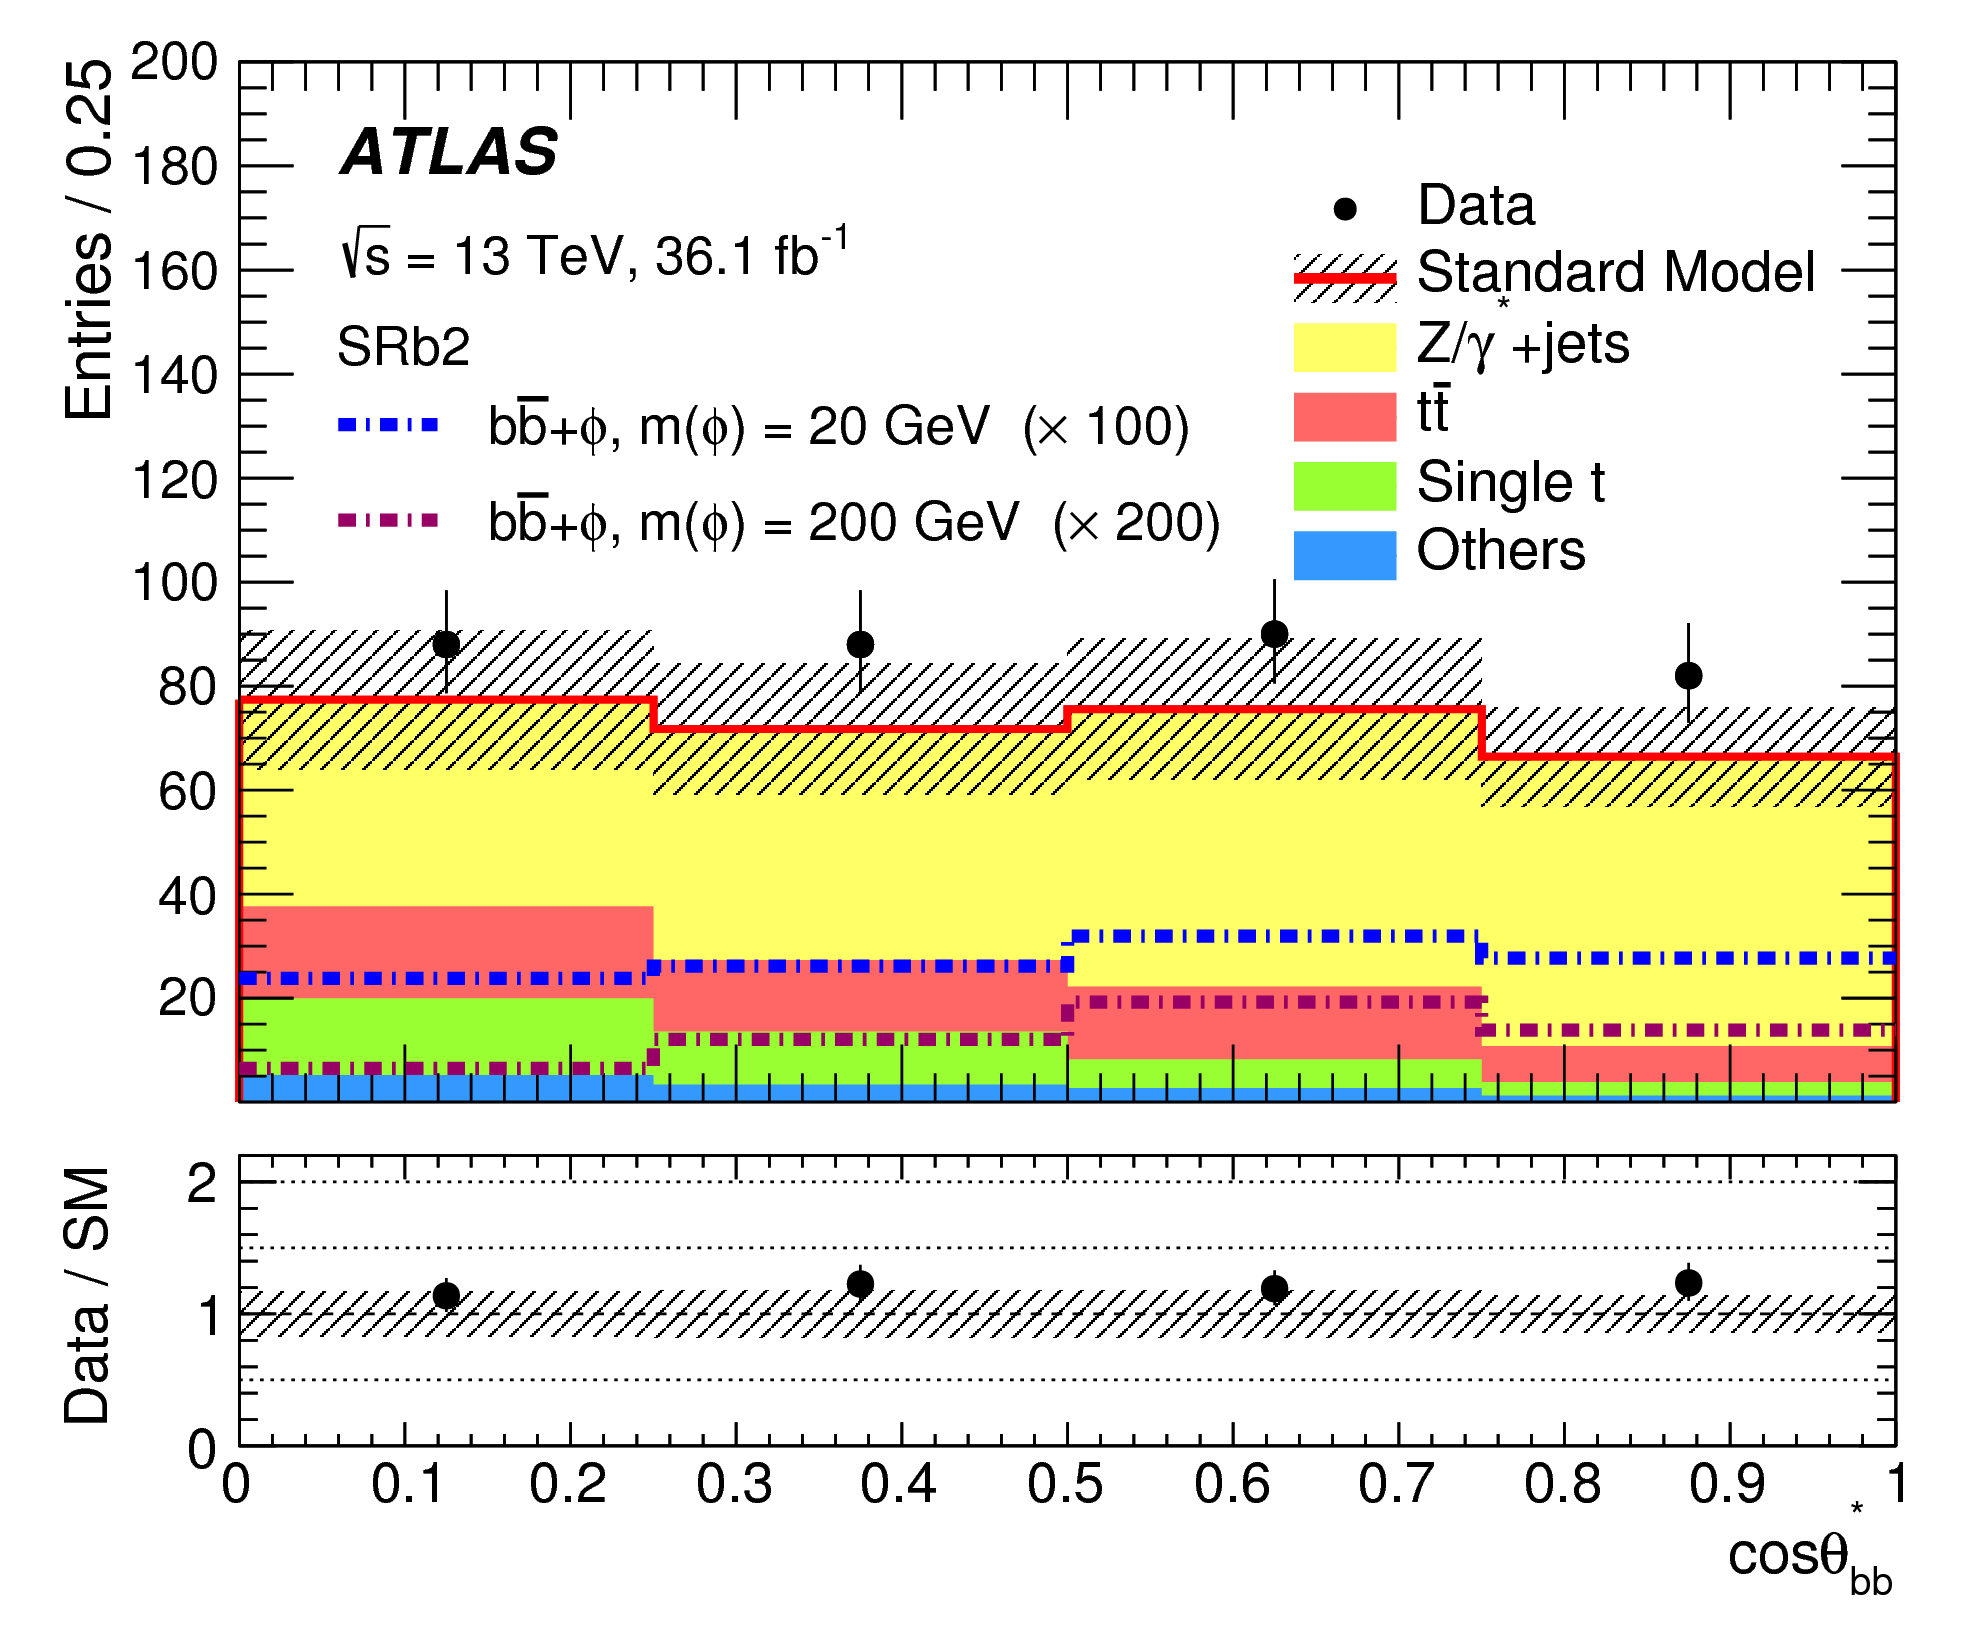 Entries / 0.25
200
180
160
140
120
100
80
60
40
20
ATLAS
√s = 13 TeV, 36.1 fb⁻¹
SRb2
bb̅+ϕ, m(ϕ) = 20 GeV (× 100)
bb̅+ϕ, m(ϕ) = 200 GeV (× 200)
Data
Standard Model
Z/γ* +jets
tt̅
Single t
Others
Data / SM
2
1
0
0 0.1 0.2 0.3 0.4 0.5 0.6 0.7 0.8 0.9 1
cosθ*bb